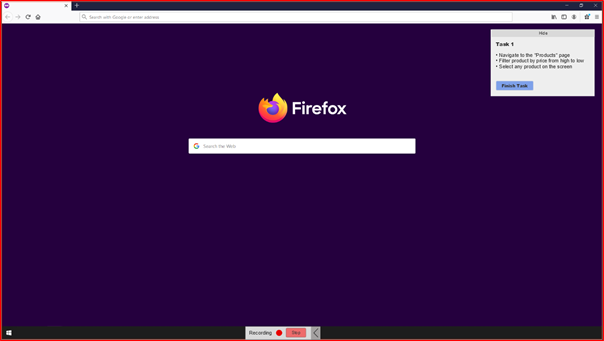 Search with Google or enter address
Hide
Task 1
• Navigate to the "Products" page
• Filter product by price from high to low
• Select any product on the screen
Finish Task
Firefox
Search the Web
Recording
Stop